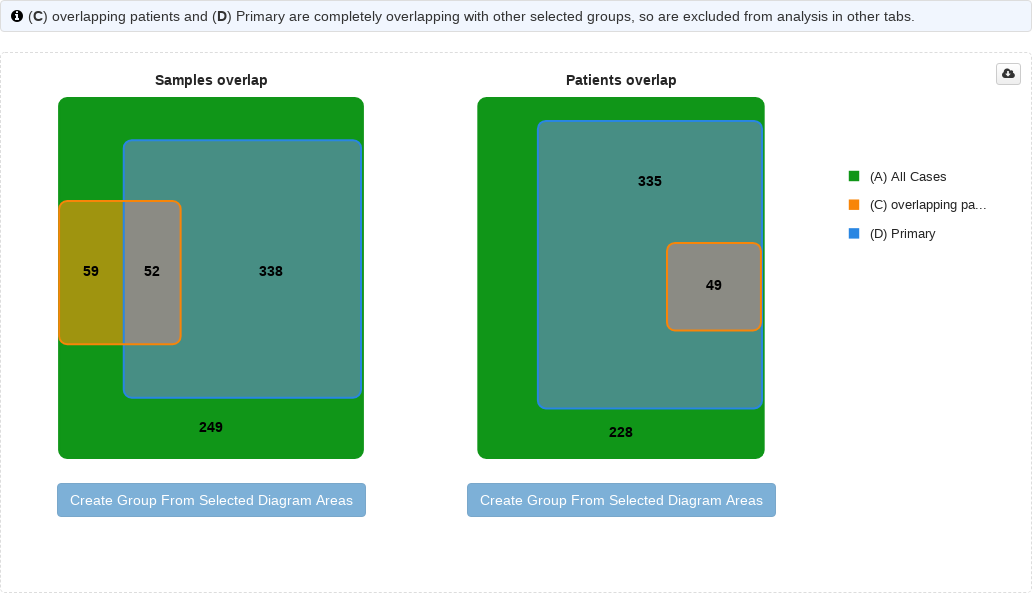 (C) overlapping patients and (D) Primary are completely overlapping with other selected groups, so are excluded from analysis in other tabs.
Samples overlap
Patients overlap
335
(A) All Cases
(C) overlapping pa...
(D) Primary
59
52
338
49
249
228
Create Group From Selected Diagram Areas
Create Group From Selected Diagram Areas